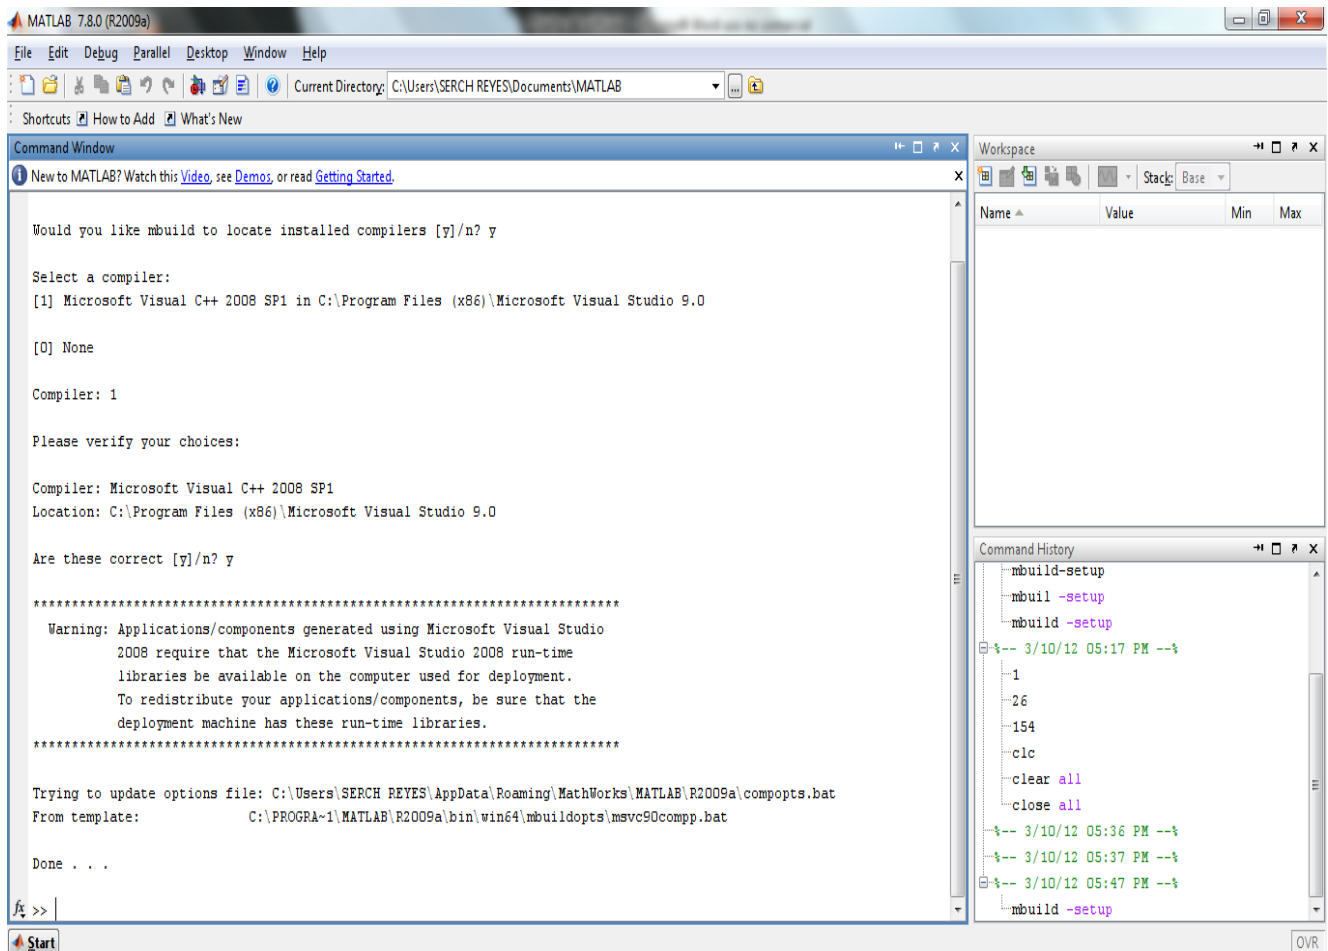 MATLAB 7.8.0 (R2009a)
File Edit Debug Parallel Desktop Window Help
Current Directory: C:\Users\SERCH REYES\Documents\MATLAB
Shortcuts How to Add What's New
Command Window
New to MATLAB? Watch this Video, see Demos, or read Getting Started.
Would you like mbuild to locate installed compilers [y]/n? y
Select a compiler:
[1] Microsoft Visual C++ 2008 SP1 in C:\Program Files (x86)\Microsoft Visual Studio 9.0
[0] None
Compiler: 1
Please verify your choices:
Compiler: Microsoft Visual C++ 2008 SP1
Location: C:\Program Files (x86)\Microsoft Visual Studio 9.0
Are these correct [y]/n? y
****************************************************************************
Warning: Applications/components generated using Microsoft Visual Studio
2008 require that the Microsoft Visual Studio 2008 run-time
libraries be available on the computer used for deployment.
To redistribute your applications/components, be sure that the
deployment machine has these run-time libraries.
****************************************************************************
Trying to update options file: C:\Users\SERCH REYES\AppData\Roaming\MathWorks\MATLAB\R2009a\compopts.bat
From template: C:\PROGRA~1\MATLAB\R2009a\bin\win64\mbuildopts\msvc90compp.bat
Done . . .
fx >>
Workspace
Stack: Base
Name Value Min Max
Command History
mbuild-setup
mbuil -setup
mbuild -setup
%-- 3/10/12 05:17 PM --%
1
26
154
clc
clear all
close all
%-- 3/10/12 05:36 PM --%
%-- 3/10/12 05:37 PM --%
%-- 3/10/12 05:47 PM --%
mbuild -setup
Start
OVR